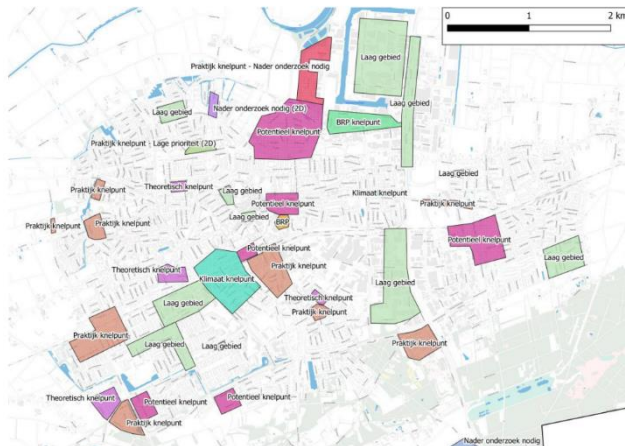 0 1 2 km
Laag gebied
Praktijk knelpunt - Nader onderzoek nodig
Laag gebied
Nader onderzoek nodig (2D)
Laag gebied
BRP knelpunt
Potentieel knelpunt
Praktijk knelpunt - Lage prioriteit (2D)
Laag gebied
Praktijk knelpunt
Theoretisch knelpunt
Laag gebied
Klimaat knelpunt
Potentieel knelpunt
Praktijk knelpunt
Laag gebied
BRP
Praktijk knelpunt
Praktijk knelpunt
Potentieel knelpunt
Potentieel knelpunt
Praktijk knelpunt
Laag gebied
Theoretisch knelpunt
Klimaat knelpunt
Laag gebied
Theoretisch knelpunt
Laag gebied
Praktijk knelpunt
Praktijk knelpunt
Laag gebied
Laag gebied
Praktijk knelpunt
Theoretisch knelpunt
Potentieel knelpunt
Potentieel knelpunt
Praktijk knelpunt
Nader onderzoek nodig